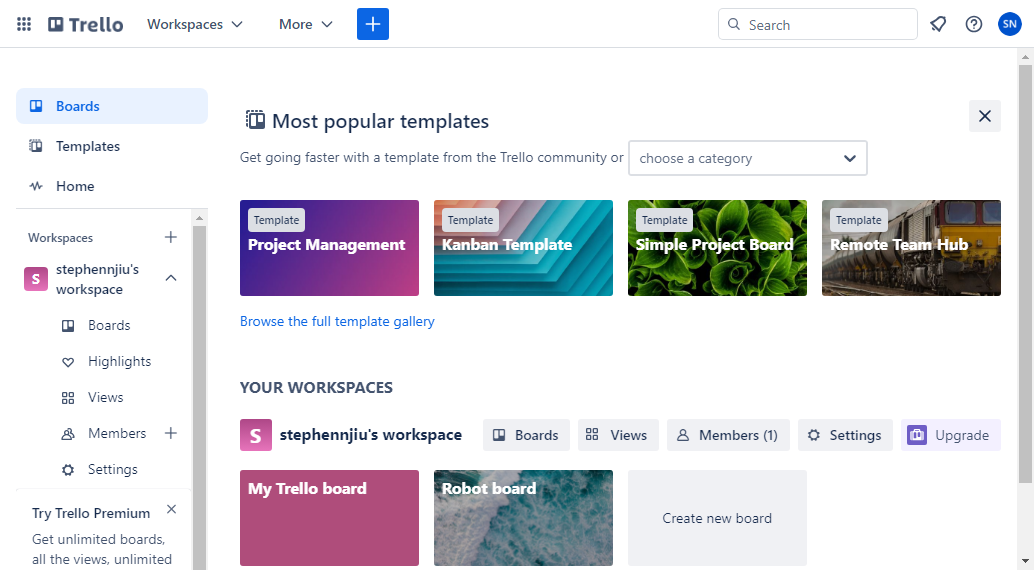 Trello
Workspaces
More
Search
SN
Boards
Templates
Home
Workspaces
S
stephennjiu's
workspace
Boards
Highlights
Views
Members
Settings
Try Trello Premium
Get unlimited boards,
all the views, unlimited
Most popular templates
Get going faster with a template from the Trello community or
choose a category
Template
Project Management
Template
Kanban Template
Template
Simple Project Board
Template
Remote Team Hub
Browse the full template gallery
YOUR WORKSPACES
S
stephennjiu's workspace
Boards
Views
Members (1)
Settings
Upgrade
My Trello board
Robot board
Create new board